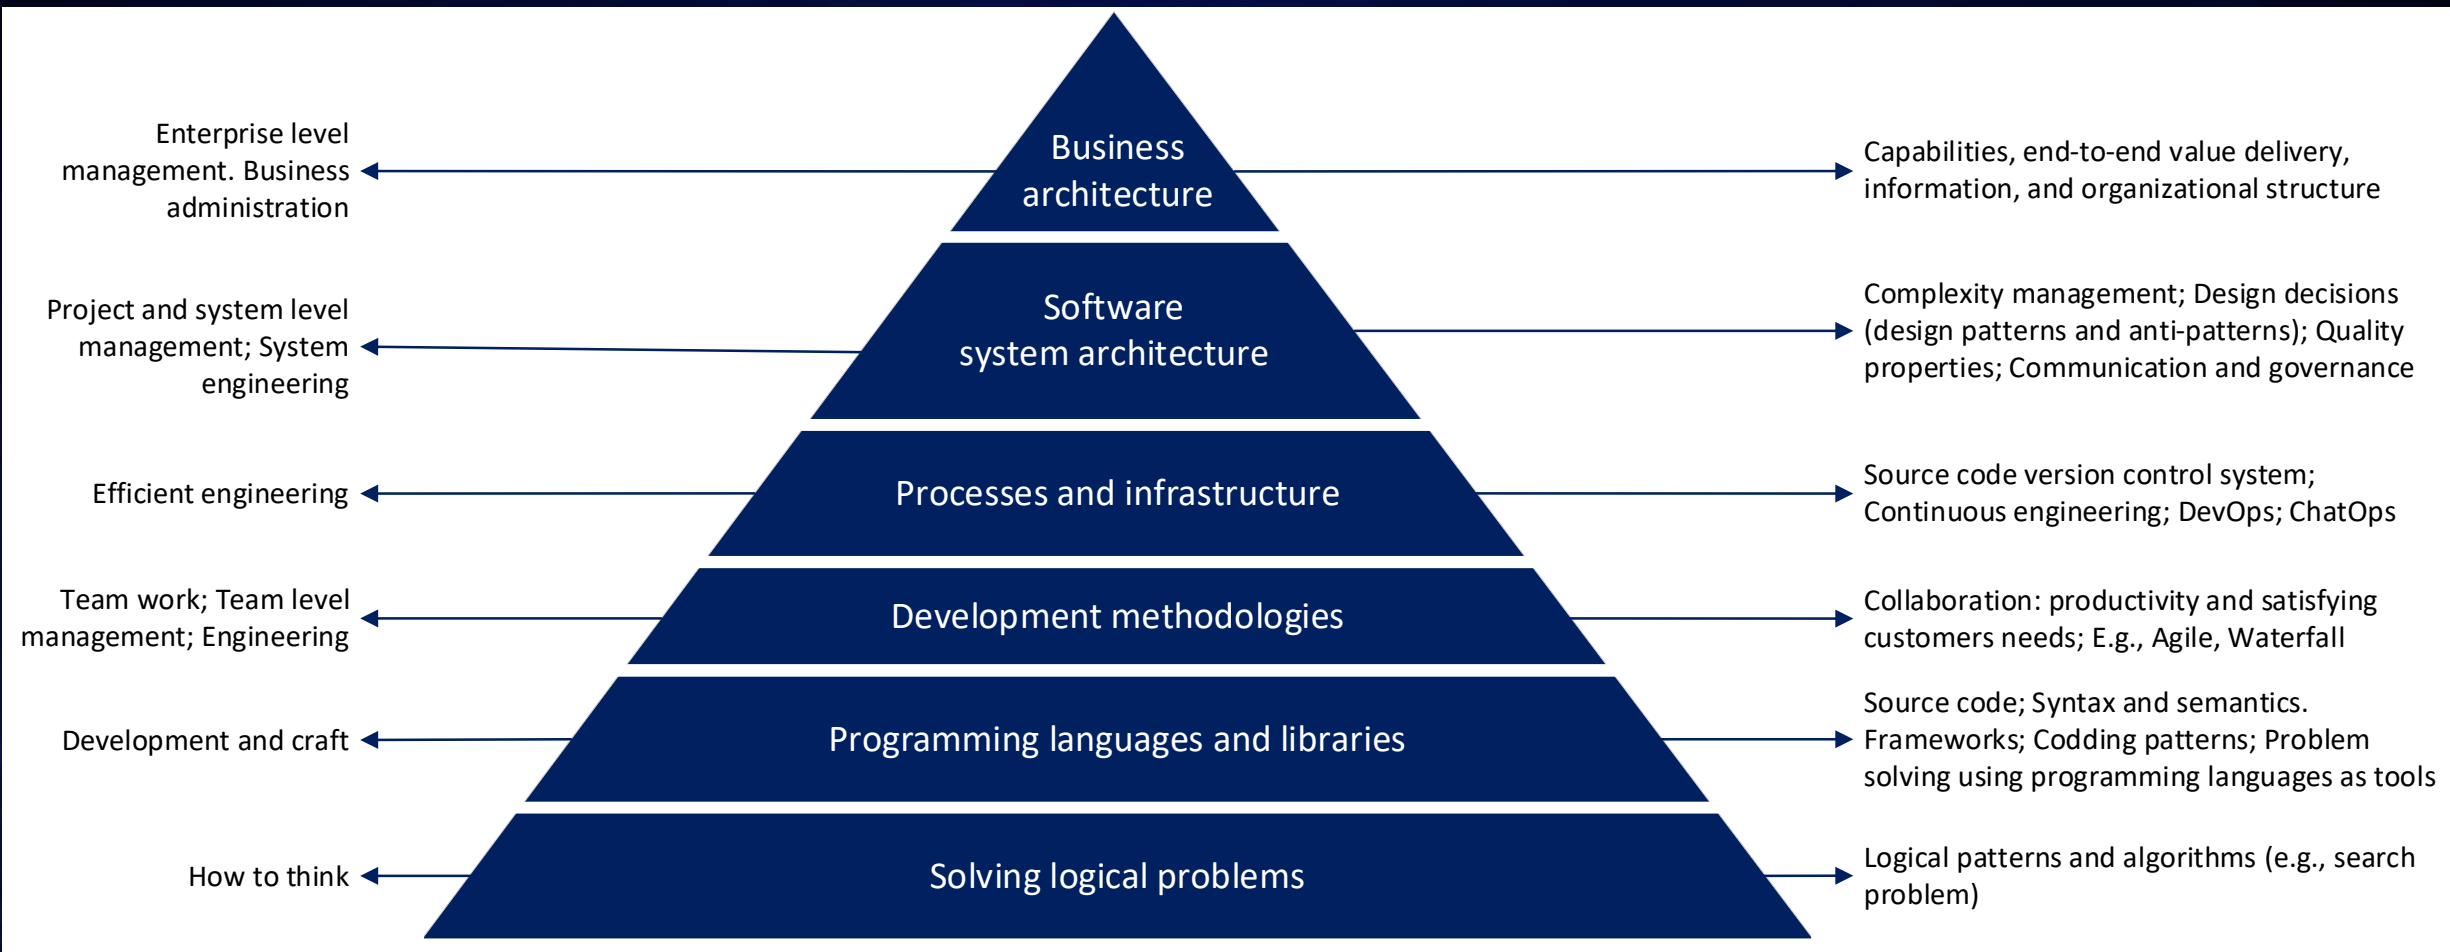 Enterprise level
management. Business
administration
Business
architecture
Capabilities, end-to-end value delivery,
information, and organizational structure
Project and system level
management; System
engineering
Software
system architecture
Complexity management; Design decisions
(design patterns and anti-patterns); Quality
properties; Communication and governance
Efficient engineering
Processes and infrastructure
Source code version control system;
Continuous engineering; DevOps; ChatOps
Team work; Team level
management; Engineering
Development methodologies
Collaboration: productivity and satisfying
customers needs; E.g., Agile, Waterfall
Development and craft
Programming languages and libraries
Source code; Syntax and semantics.
Frameworks; Codding patterns; Problem
solving using programming languages as tools
How to think
Solving logical problems
Logical patterns and algorithms (e.g., search
problem)